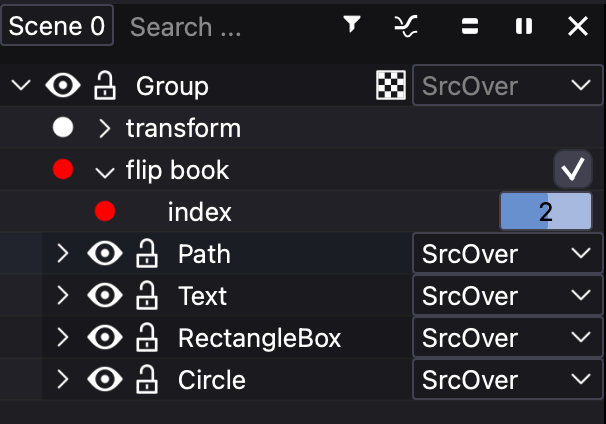 Scene 0 Search ...
Group SrcOver
transform
flip book
index 2
Path SrcOver
Text SrcOver
RectangleBox SrcOver
Circle SrcOver